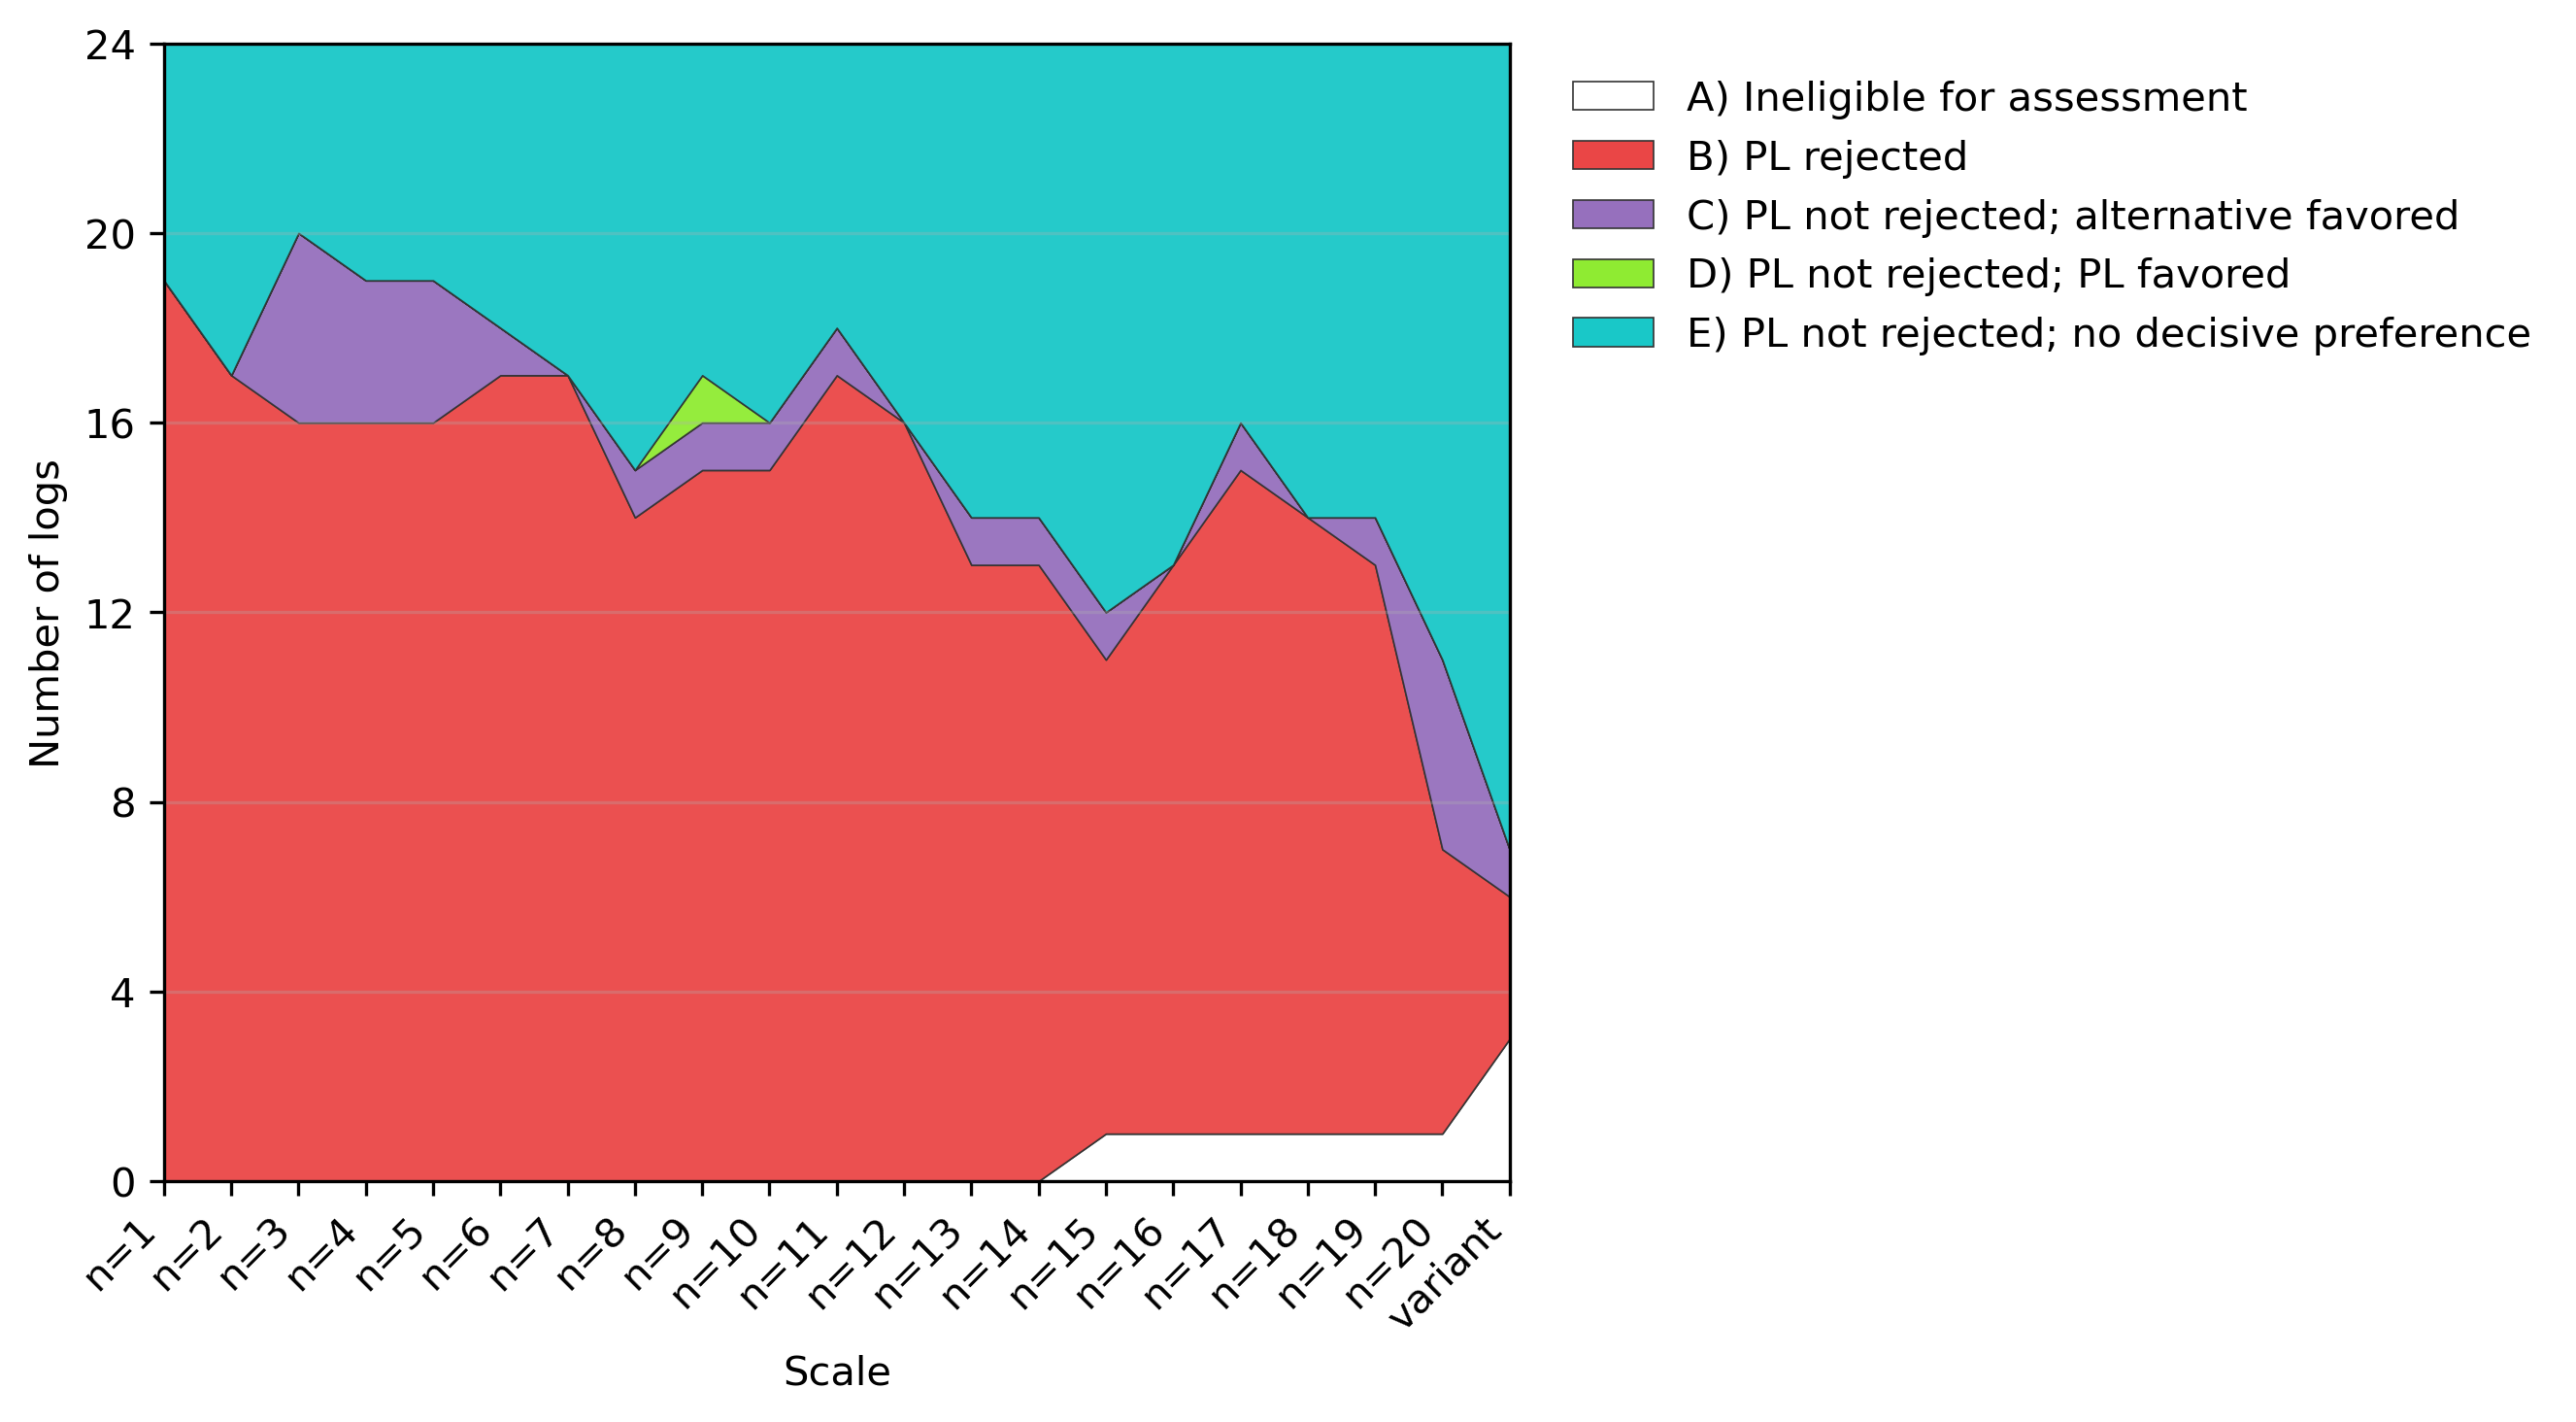 24
20
16
12
8
4
0
Number of logs
n=1
n=2
n=3
n=4
n=5
n=6
n=7
n=8
n=9
n=10
n=11
n=12
n=13
n=14
n=15
n=16
n=17
n=18
n=19
n=20
variant
Scale
A) Ineligible for assessment
B) PL rejected
C) PL not rejected; alternative favored
D) PL not rejected; PL favored
E) PL not rejected; no decisive preference